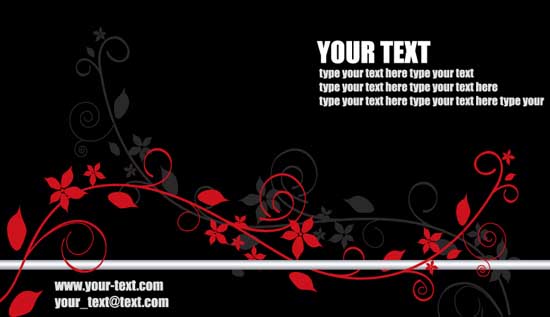 YOUR TEXT
type your text here type your text
type your text here type your text here
type your text here type your text here type your
www.your-text.com
your_text@text.com